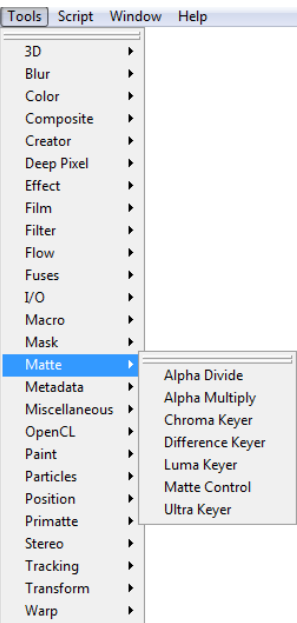 Tools Script Window Help
3D
Blur
Color
Composite
Creator
Deep Pixel
Effect
Film
Filter
Flow
Fuses
I/O
Macro
Mask
Matte
Metadata
Miscellaneous
OpenCL
Paint
Particles
Position
Primatte
Stereo
Tracking
Transform
Warp
Alpha Divide
Alpha Multiply
Chroma Keyer
Difference Keyer
Luma Keyer
Matte Control
Ultra Keyer